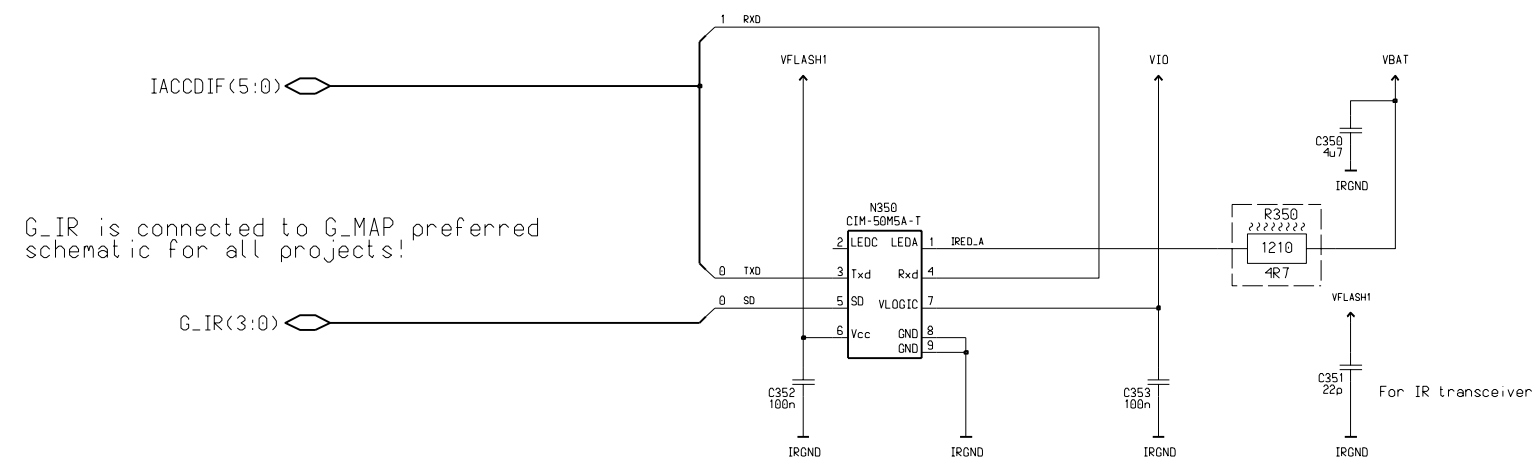 1 RXD
VFLASH1
VIO
VBAT
IACCDIF(5:0)
C350
4u7
IRGND
N350
CIM-50M5A-T
R350
1210
4R7
G_IR is connected to G_MAP preferred
schematic for all projects!
2 LEDC LEDA 1 IRED_A
0 TXD 3 Txd Rxd 4
0 SD 5 SD VLOGIC 7
G_IR(3:0)
6 Vcc GND 8
GND 9
VFLASH1
C352
100n
C353
100n
C351
22p
For IR transceiver
IRGND
IRGND
IRGND
IRGND